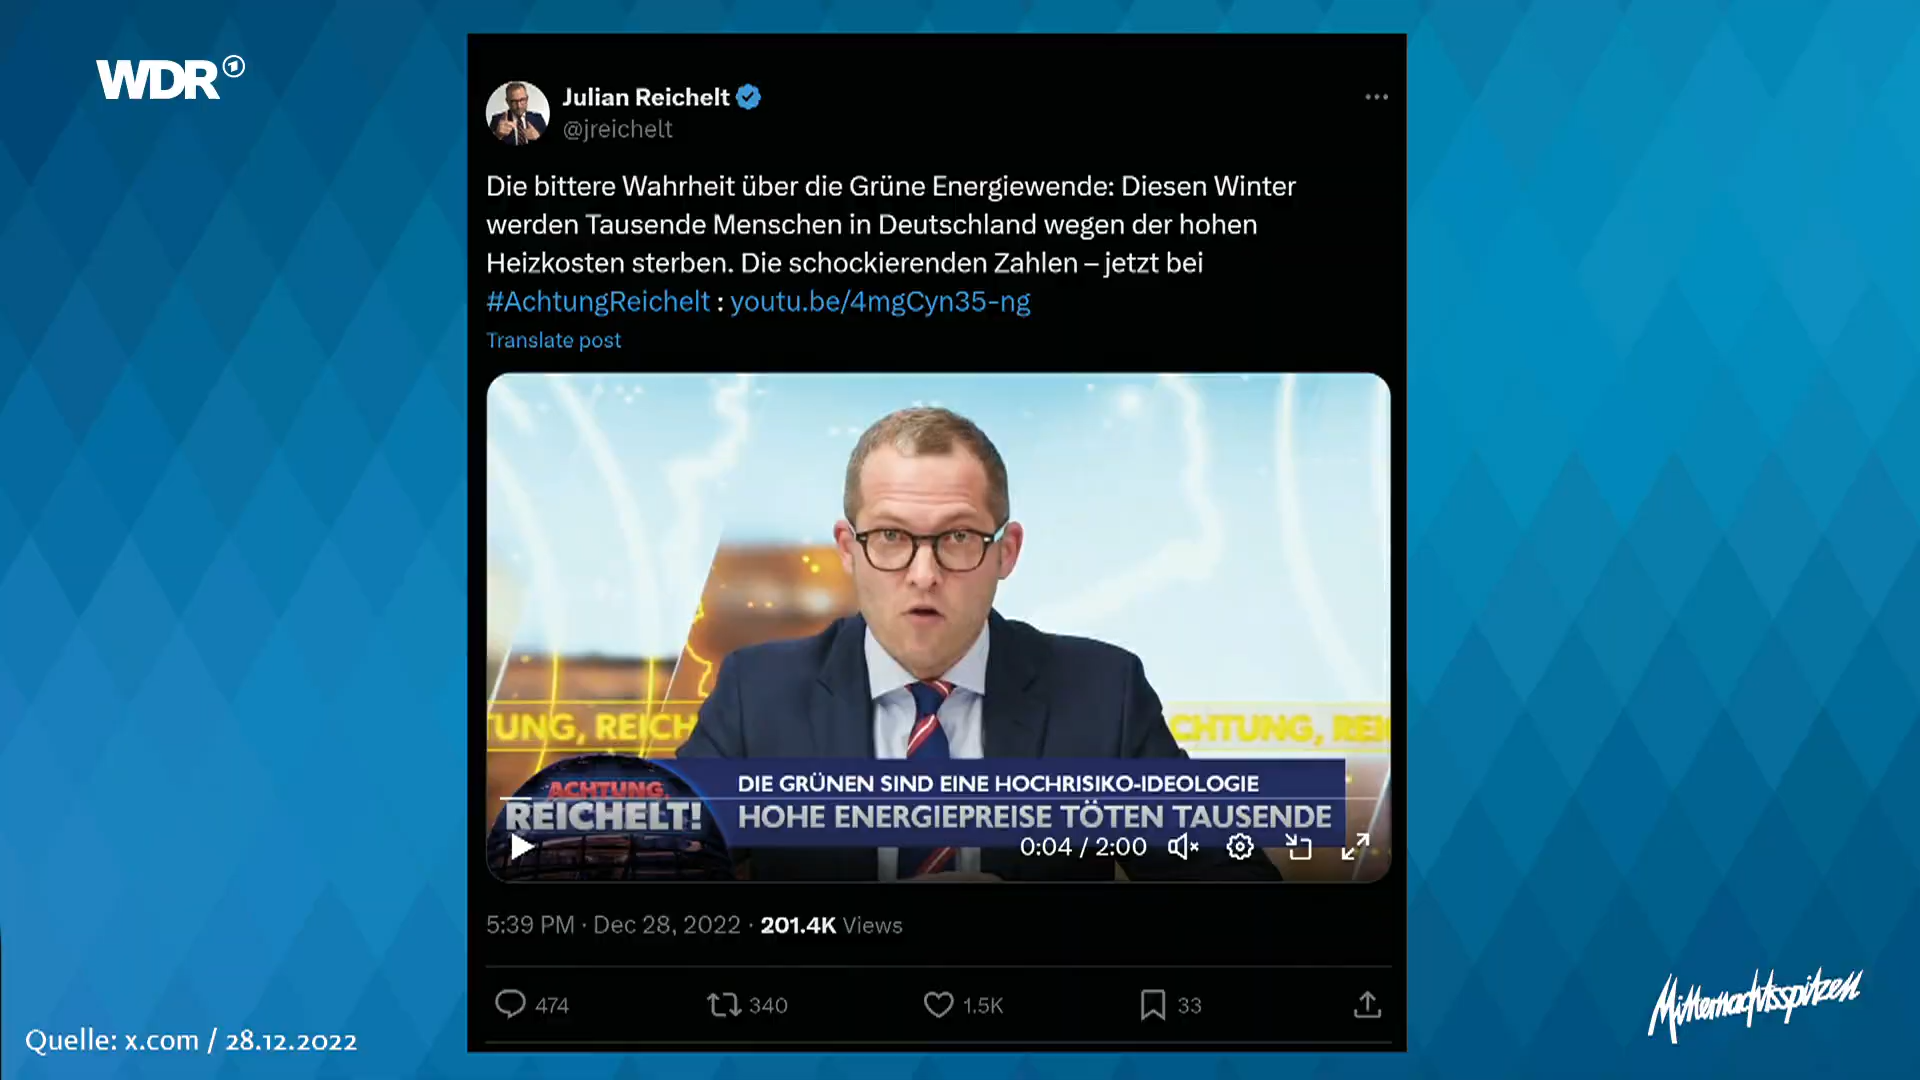 WDR
Julian Reichelt
@jreichelt
Die bittere Wahrheit über die Grüne Energiewende: Diesen Winter
werden Tausende Menschen in Deutschland wegen der hohen
Heizkosten sterben. Die schockierenden Zahlen – jetzt bei
#AchtungReichelt : youtu.be/4mgCyn35-ng
Translate post
TUNG, REICH
CHTUNG, REI
ACHTUNG,
REICHELT!
DIE GRÜNEN SIND EINE HOCHRISIKO-IDEOLOGIE
HOHE ENERGIEPREISE TÖTEN TAUSENDE
0:04 / 2:00
5:39 PM · Dec 28, 2022 · 201.4K Views
474 340 1.5K 33
Quelle: x.com / 28.12.2022
Mitternachtsspitzen